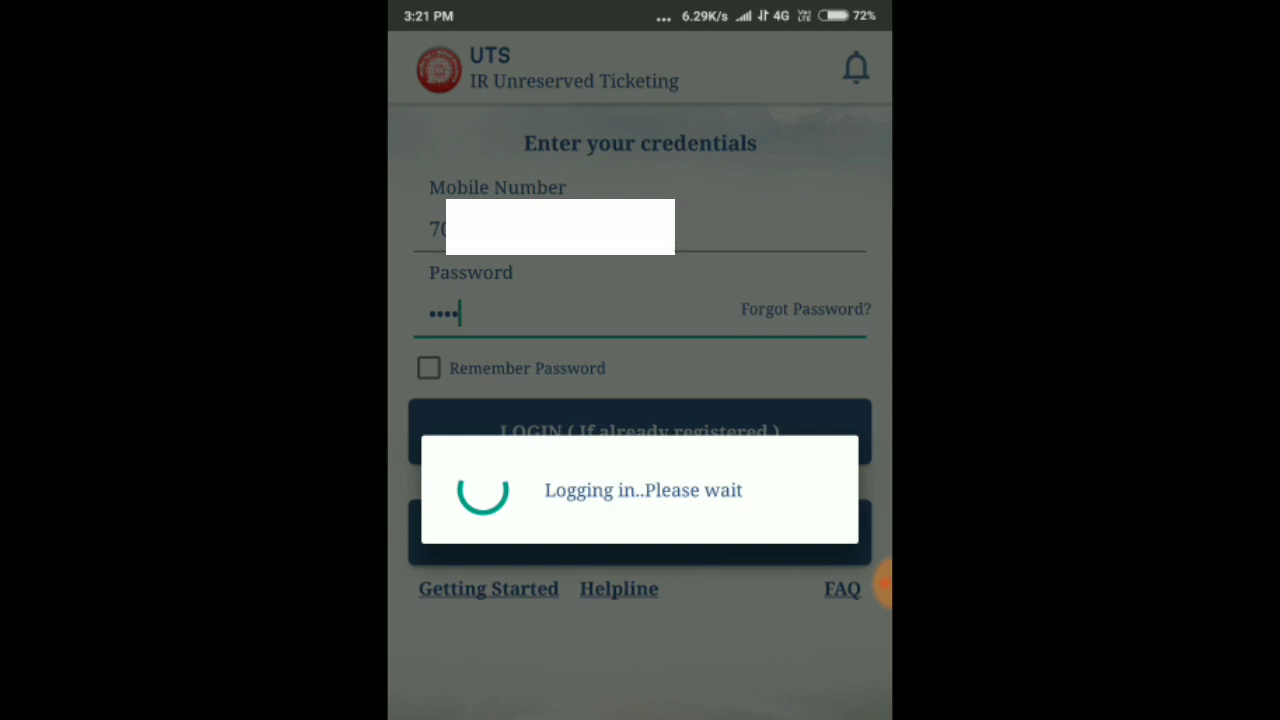 3:21 PM
... 6.29K/s 4G VoLTE 72%
UTS
IR Unreserved Ticketing
Enter your credentials
Mobile Number
70
Password
••••
Forgot Password?
Remember Password
LOGIN ( If already registered )
Logging in..Please wait
Getting Started Helpline FAQ